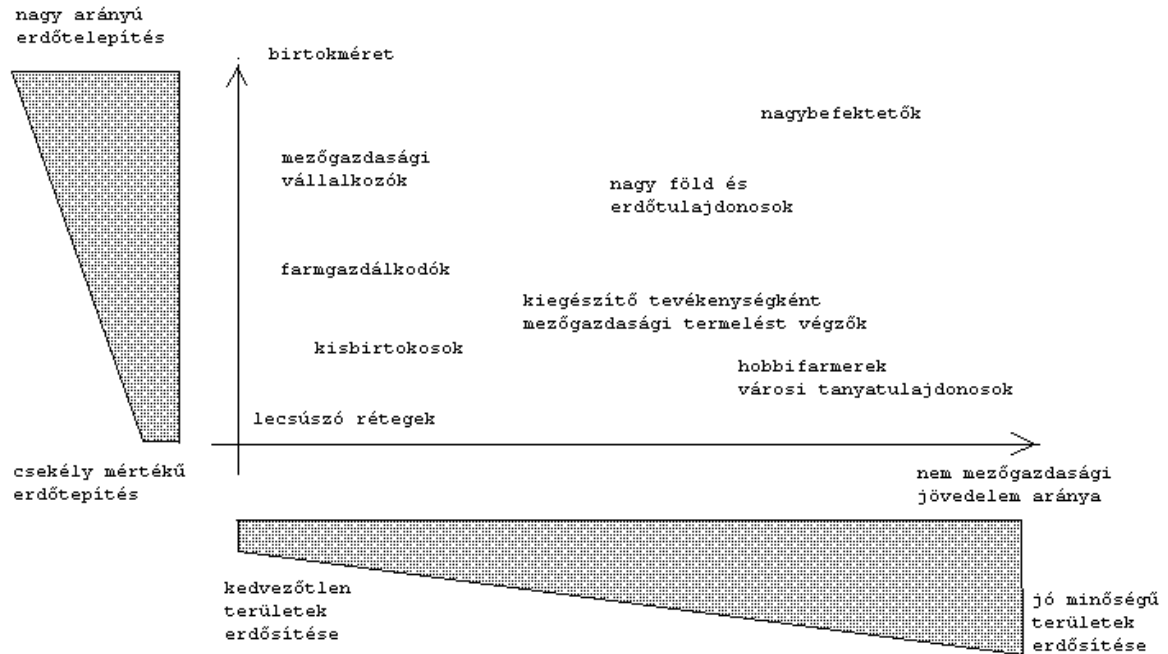 nagy arányú
erdőtelepítés
birtokméret
nagybefektetők
mezőgazdasági
vállalkozók
nagy föld és
erdőtulajdonosok
farmgazdálkodók
kiegészítő tevékenységként
mezőgazdasági termelést végzők
kisbirtokosok
hobbifarmerek
városi tanyatulajdonosok
lecsúszó rétegek
csekély mértékű
erdőtepítés
nem mezőgazdasági
jövedelem aránya
kedvezőtlen
területek
erdősítése
jó minőségű
területek
erdősítése